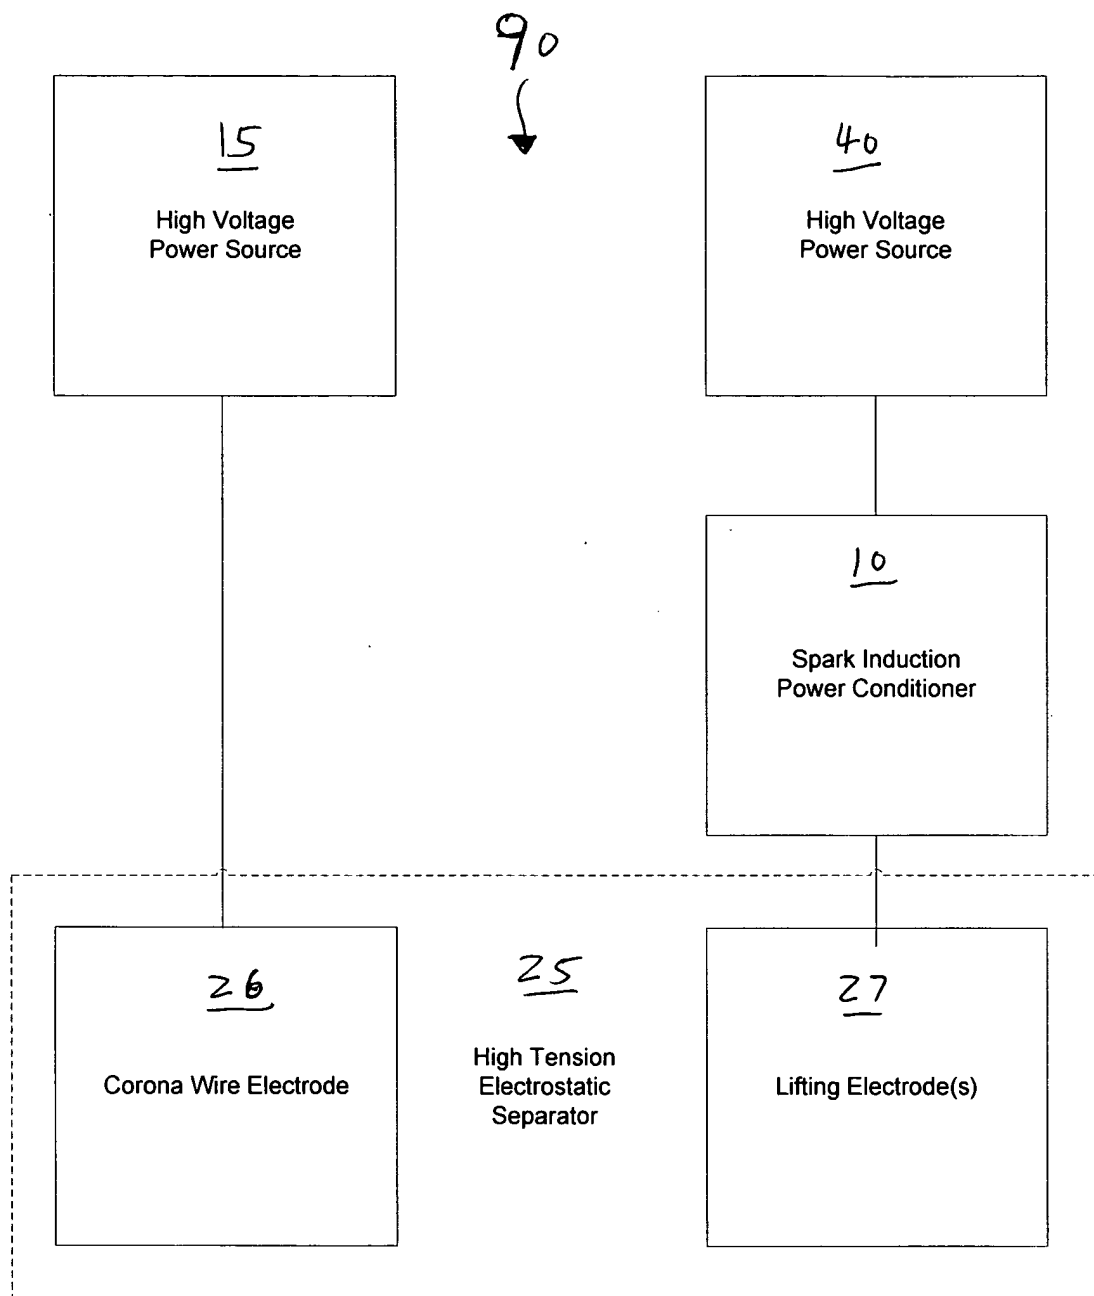 90
15
High Voltage
Power Source
40
High Voltage
Power Source
10
Spark Induction
Power Conditioner
26
Corona Wire Electrode
25
High Tension
Electrostatic
Separator
27
Lifting Electrode(s)